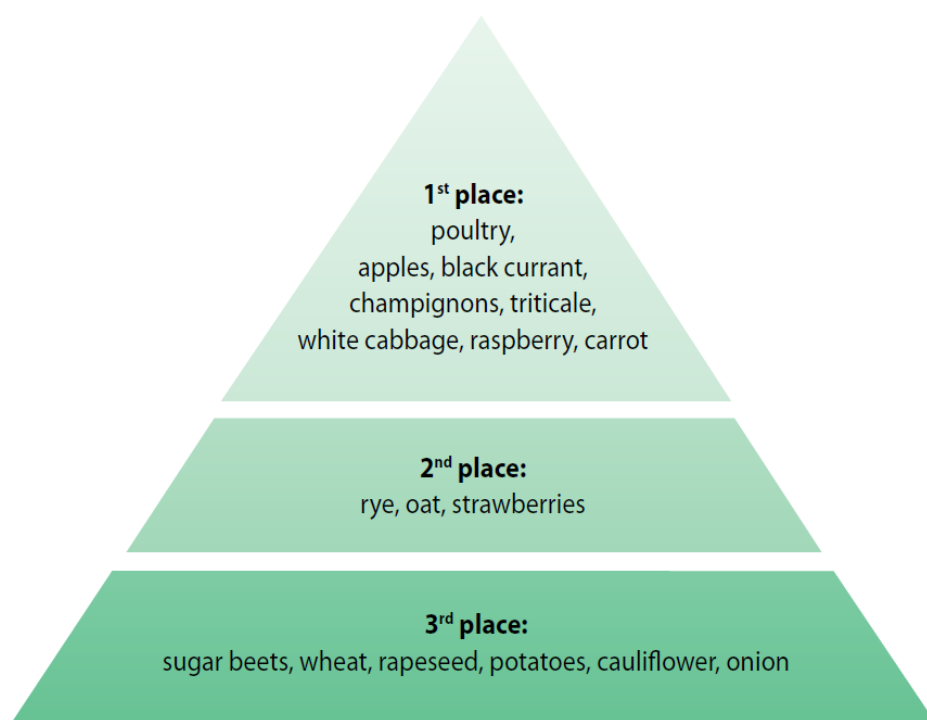 1st place:
poultry,
apples, black currant,
champignons, triticale,
white cabbage, raspberry, carrot
2nd place:
rye, oat, strawberries
3rd place:
sugar beets, wheat, rapeseed, potatoes, cauliflower, onion